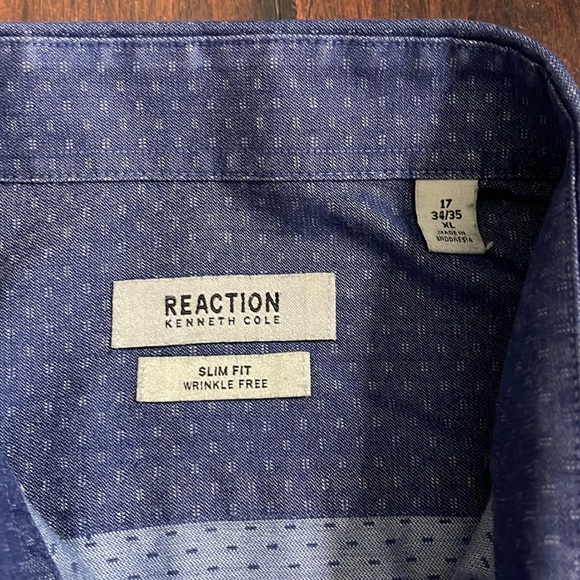 17
34/35
XL
MADE IN
INDONESIA
REACTION
KENNETH COLE
SLIM FIT
WRINKLE FREE